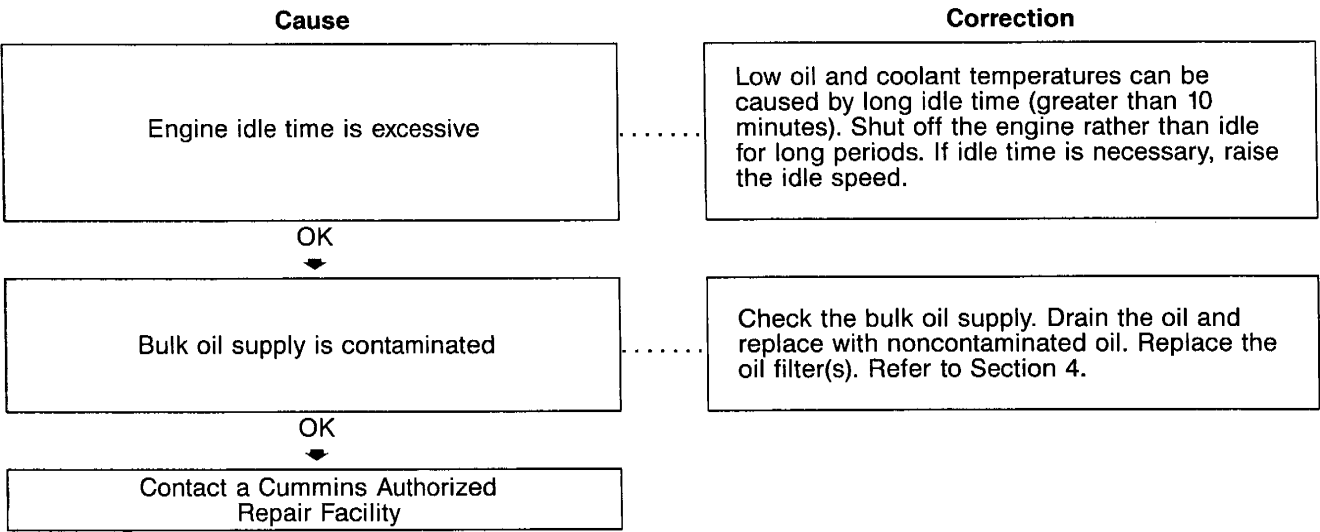 Cause
Correction
Engine idle time is excessive
.......
Low oil and coolant temperatures can be
caused by long idle time (greater than 10
minutes). Shut off the engine rather than idle
for long periods. If idle time is necessary, raise
the idle speed.
OK
Bulk oil supply is contaminated
.......
Check the bulk oil supply. Drain the oil and
replace with noncontaminated oil. Replace the
oil filter(s). Refer to Section 4.
OK
Contact a Cummins Authorized
Repair Facility